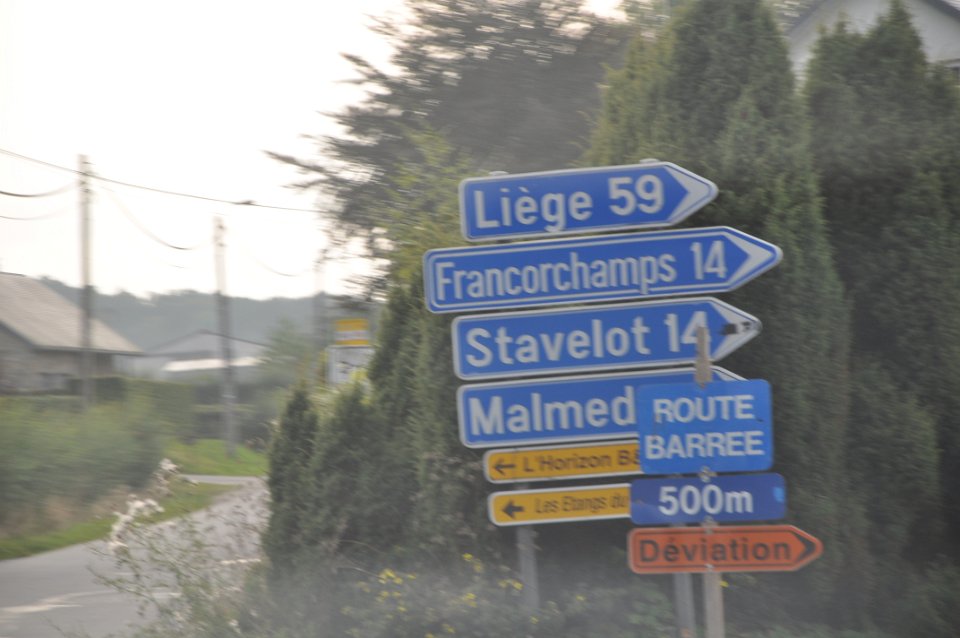 Liège 59
Francorchamps 14
Stavelot 14
Malmed
ROUTE
BARREE
L'Horizon
Les Etangs du
500m
Déviation